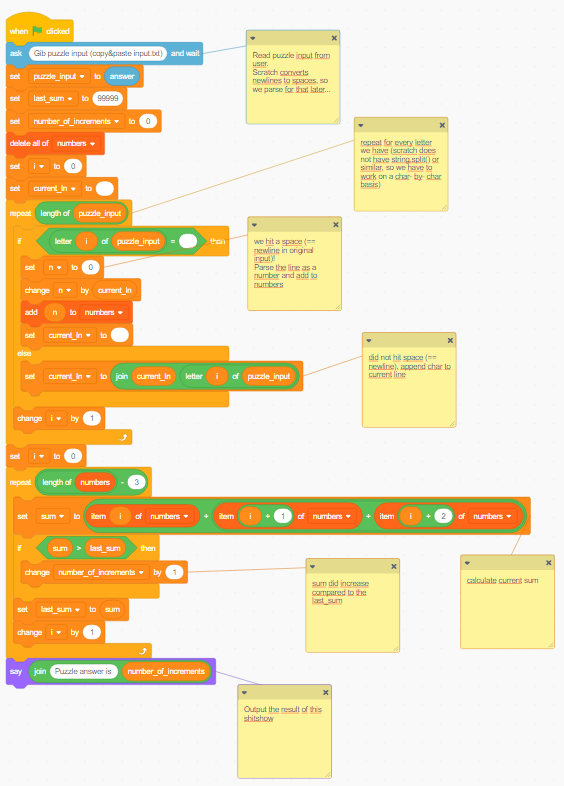 when clicked
ask Gib puzzle input (copy&paste input.txt) and wait
set puzzle_input to answer
set last_sum to 99999
set number_of_increments to 0
delete all of numbers
set i to 0
set current_ln to
repeat length of puzzle_input
if letter i of puzzle_input = then
set n to 0
change n by current_ln
add n to numbers
set current_ln to
else
set current_ln to join current_ln letter i of puzzle_input
change i by 1
set i to 0
repeat length of numbers - 3
set sum to item i of numbers + item i + 1 of numbers + item i + 2 of numbers
if sum > last_sum then
change number_of_increments by 1
set last_sum to sum
change i by 1
say join Puzzle answer is number_of_increments
Read puzzle input from
user.
Scratch converts
newlines to spaces, so
we parse for that later...
repeat for every letter
we have (scratch does
not have string.split() or
similar, so we have to
work on a char- by- char
basis)
we hit a space (==
newline in original
input)!
Parse the line as a
number and add to
numbers
did not hit space (==
newline), append char to
current line
calculate current sum
sum did increase
compared to the
last_sum
Output the result of this
shitshow